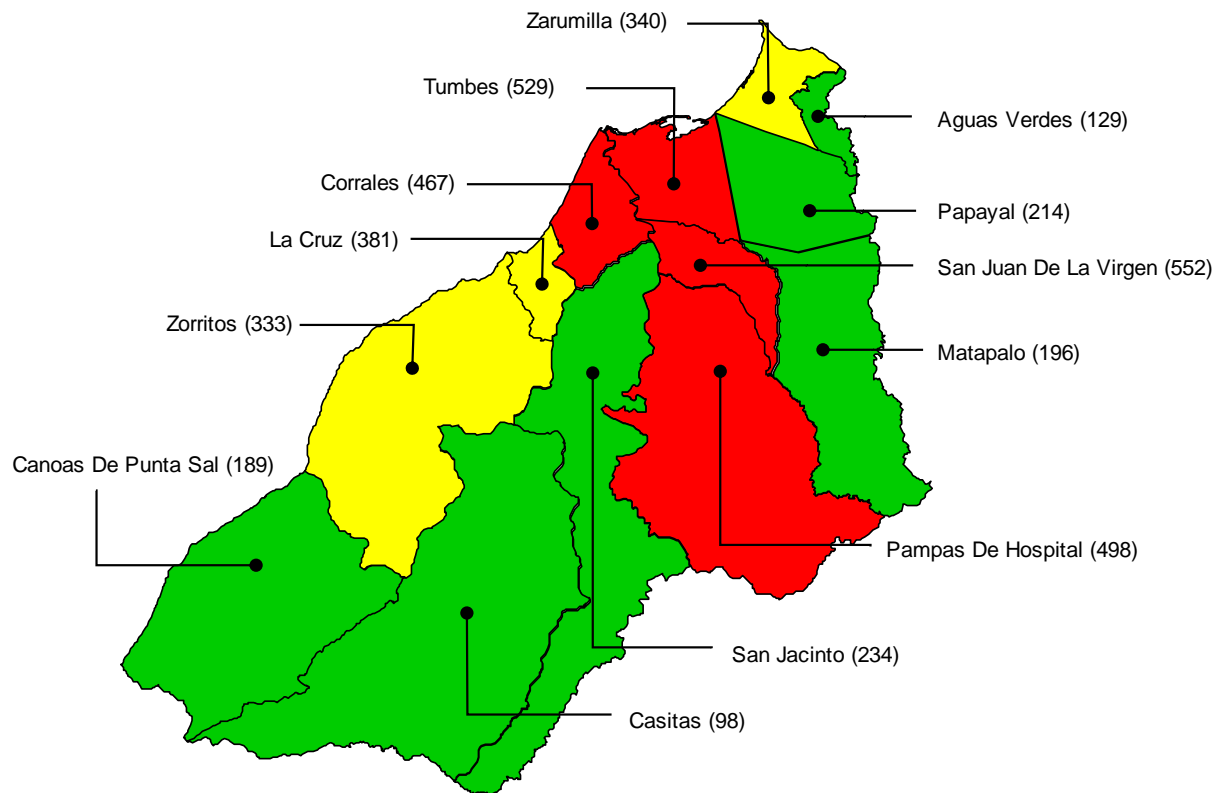 Zarumilla (340)
Tumbes (529)
Aguas Verdes (129)
Corrales (467)
Papayal (214)
La Cruz (381)
San Juan De La Virgen (552)
Zorritos (333)
Matapalo (196)
Canoas De Punta Sal (189)
Pampas De Hospital (498)
San Jacinto (234)
Casitas (98)